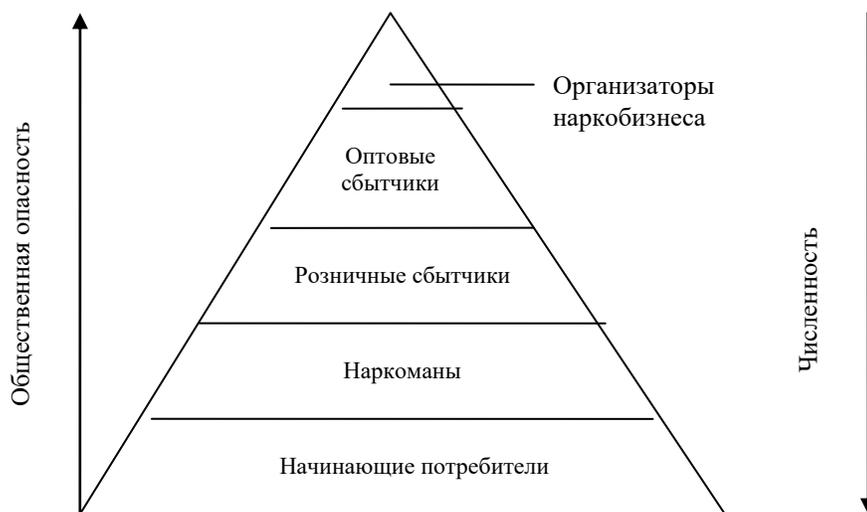 Организаторы
наркобизнеса
Оптовые
сбытчики
Розничные сбытчики
Наркоманы
Начинающие потребители
Общественная опасность
Численность